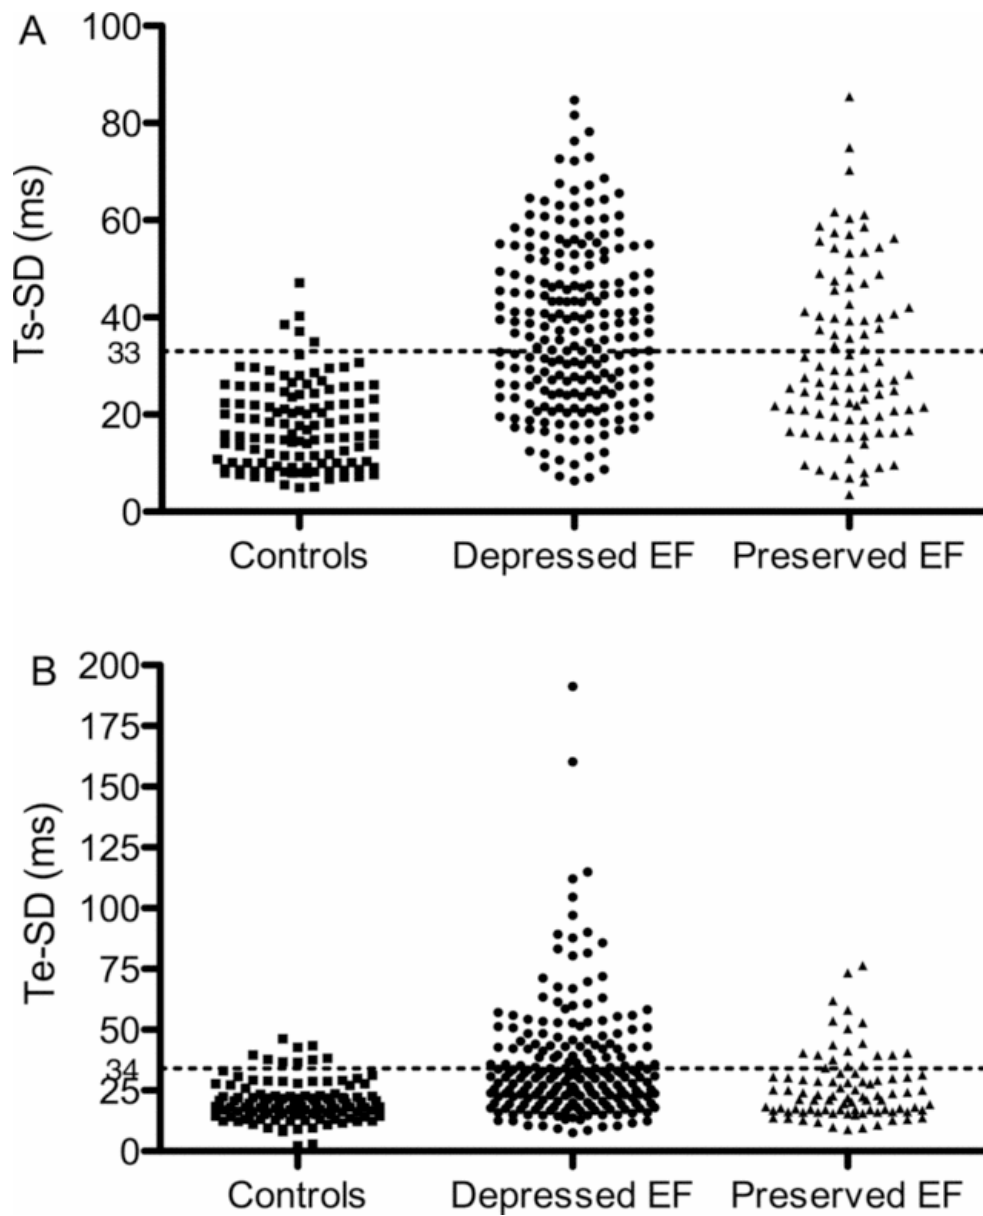 A
100
80
60
40
33
20
0
Ts-SD (ms)
Controls Depressed EF Preserved EF
B
200
175
150
125
100
75
50
34
25
0
Te-SD (ms)
Controls Depressed EF Preserved EF